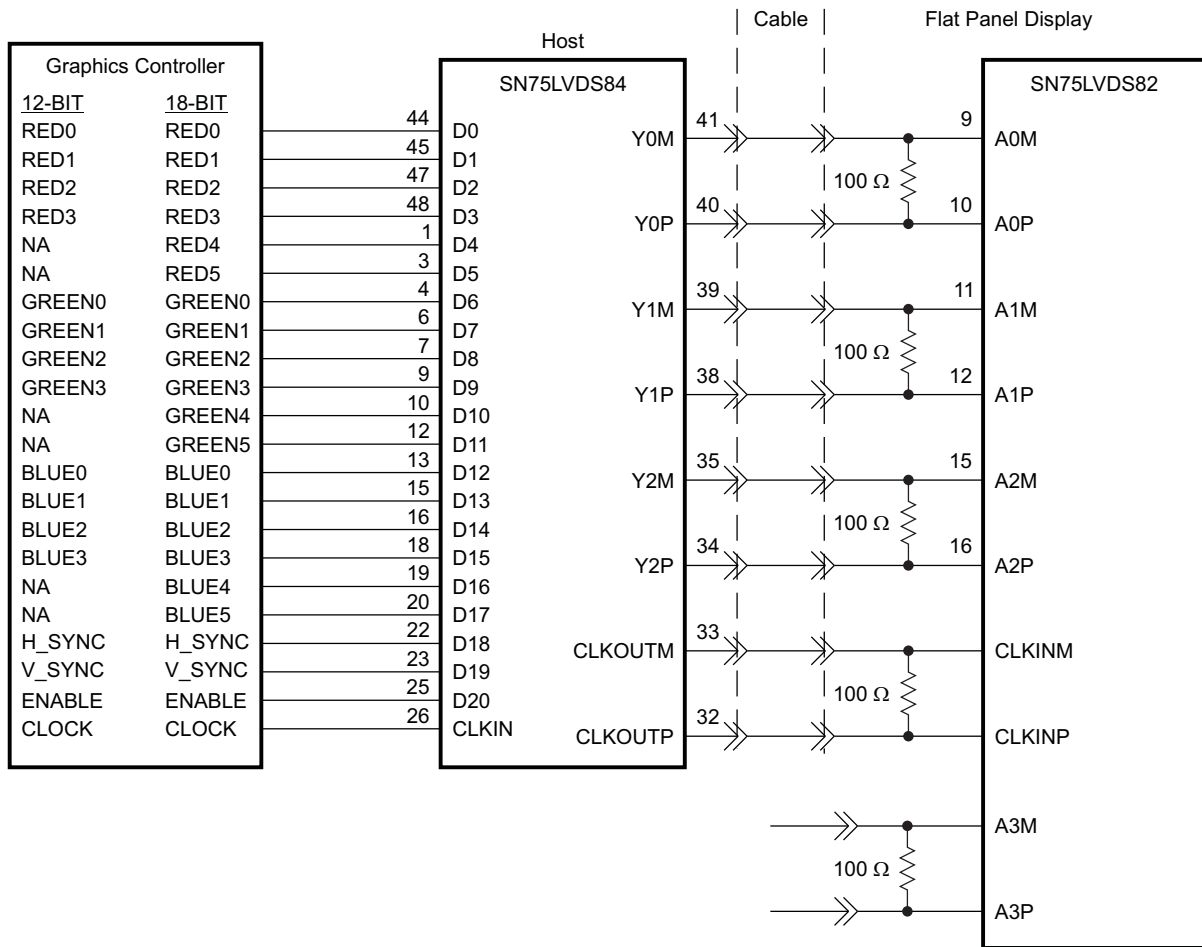 Cable
Flat Panel Display
Host
Graphics Controller
12-BIT 18-BIT
RED0 RED0
RED1 RED1
RED2 RED2
RED3 RED3
NA RED4
NA RED5
GREEN0 GREEN0
GREEN1 GREEN1
GREEN2 GREEN2
GREEN3 GREEN3
NA GREEN4
NA GREEN5
BLUE0 BLUE0
BLUE1 BLUE1
BLUE2 BLUE2
BLUE3 BLUE3
NA BLUE4
NA BLUE5
H_SYNC H_SYNC
V_SYNC V_SYNC
ENABLE ENABLE
CLOCK CLOCK
SN75LVDS84
44 D0
45 D1
47 D2
48 D3
1 D4
3 D5
4 D6
6 D7
7 D8
9 D9
10 D10
12 D11
13 D12
15 D13
16 D14
18 D15
19 D16
20 D17
22 D18
23 D19
25 D20
26 CLKIN
Y0M 41
Y0P 40
Y1M 39
Y1P 38
Y2M 35
Y2P 34
CLKOUTM 33
CLKOUTP 32
SN75LVDS82
9 A0M
100 Ω
10 A0P
11 A1M
100 Ω
12 A1P
15 A2M
100 Ω
16 A2P
CLKINM
100 Ω
CLKINP
A3M
100 Ω
A3P